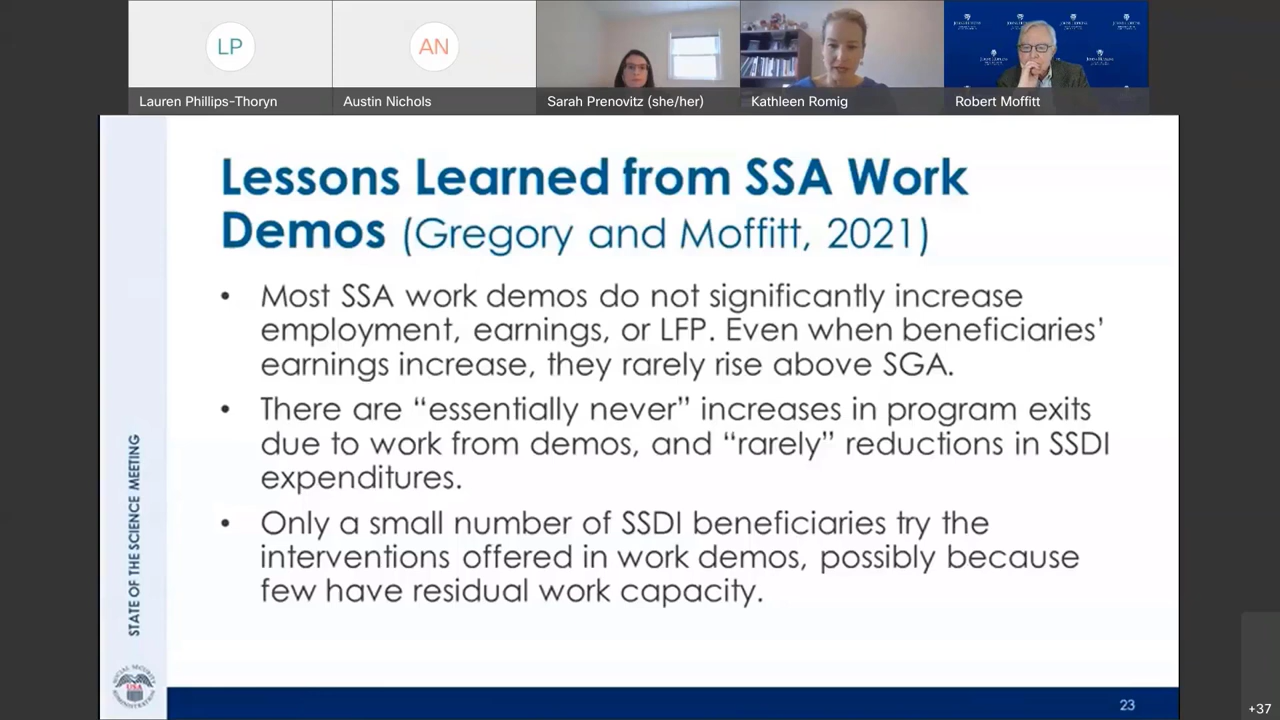 LP
AN
Lauren Phillips-Thoryn
Austin Nichols
Sarah Prenovitz (she/her)
Kathleen Romig
Robert Moffitt
Lessons Learned from SSA Work
Demos (Gregory and Moffitt, 2021)
• Most SSA work demos do not significantly increase
employment, earnings, or LFP. Even when beneficiaries'
earnings increase, they rarely rise above SGA.
• There are “essentially never” increases in program exits
due to work from demos, and “rarely” reductions in SSDI
expenditures.
• Only a small number of SSDI beneficiaries try the
interventions offered in work demos, possibly because
few have residual work capacity.
STATE OF THE SCIENCE MEETING
USA
23
+37